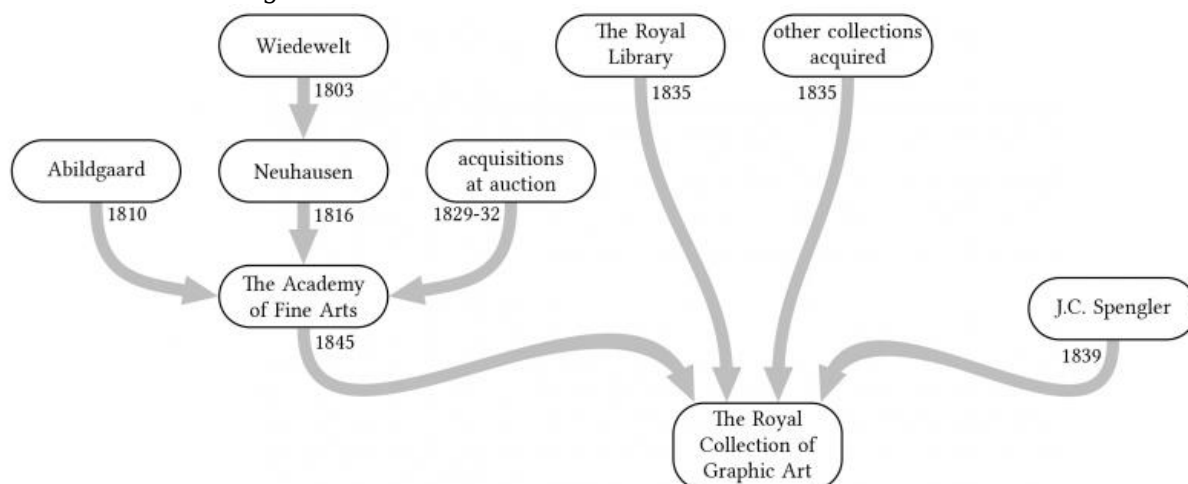 Wiedewelt
The Royal
Library
other collections
acquired
1803
1835
1835
Abildgaard
Neuhausen
acquisitions
at auction
1810
1816
1829-32
The Academy
of Fine Arts
J.C. Spengler
1845
1839
The Royal
Collection of
Graphic Art